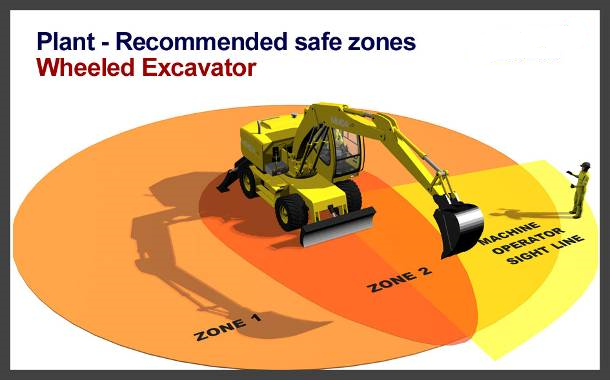 Plant - Recommended safe zones
Wheeled Excavator
MACHINE
OPERATOR
SIGHT LINE
ZONE 2
ZONE 1